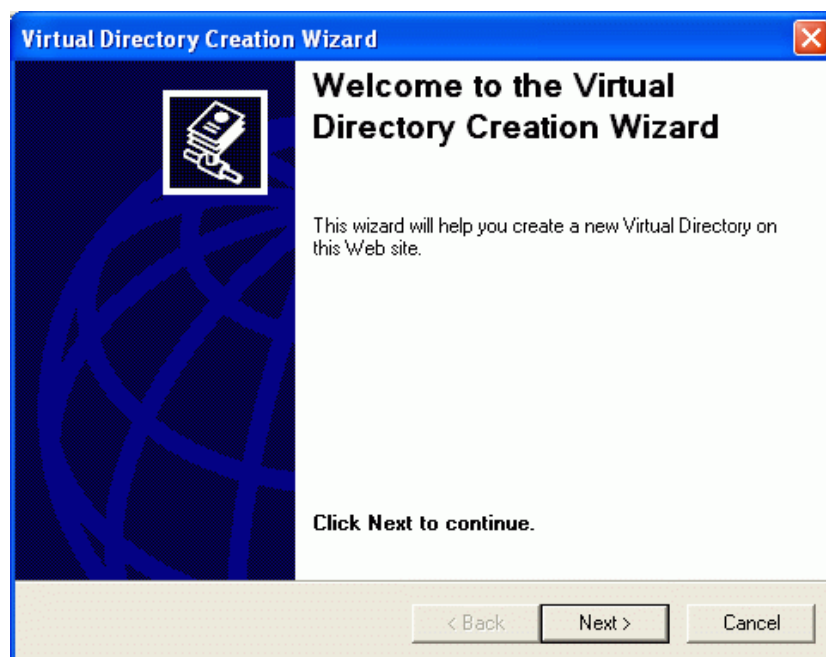 Virtual Directory Creation Wizard
Welcome to the Virtual
Directory Creation Wizard
This wizard will help you create a new Virtual Directory on
this Web site.
Click Next to continue.
< Back Next > Cancel